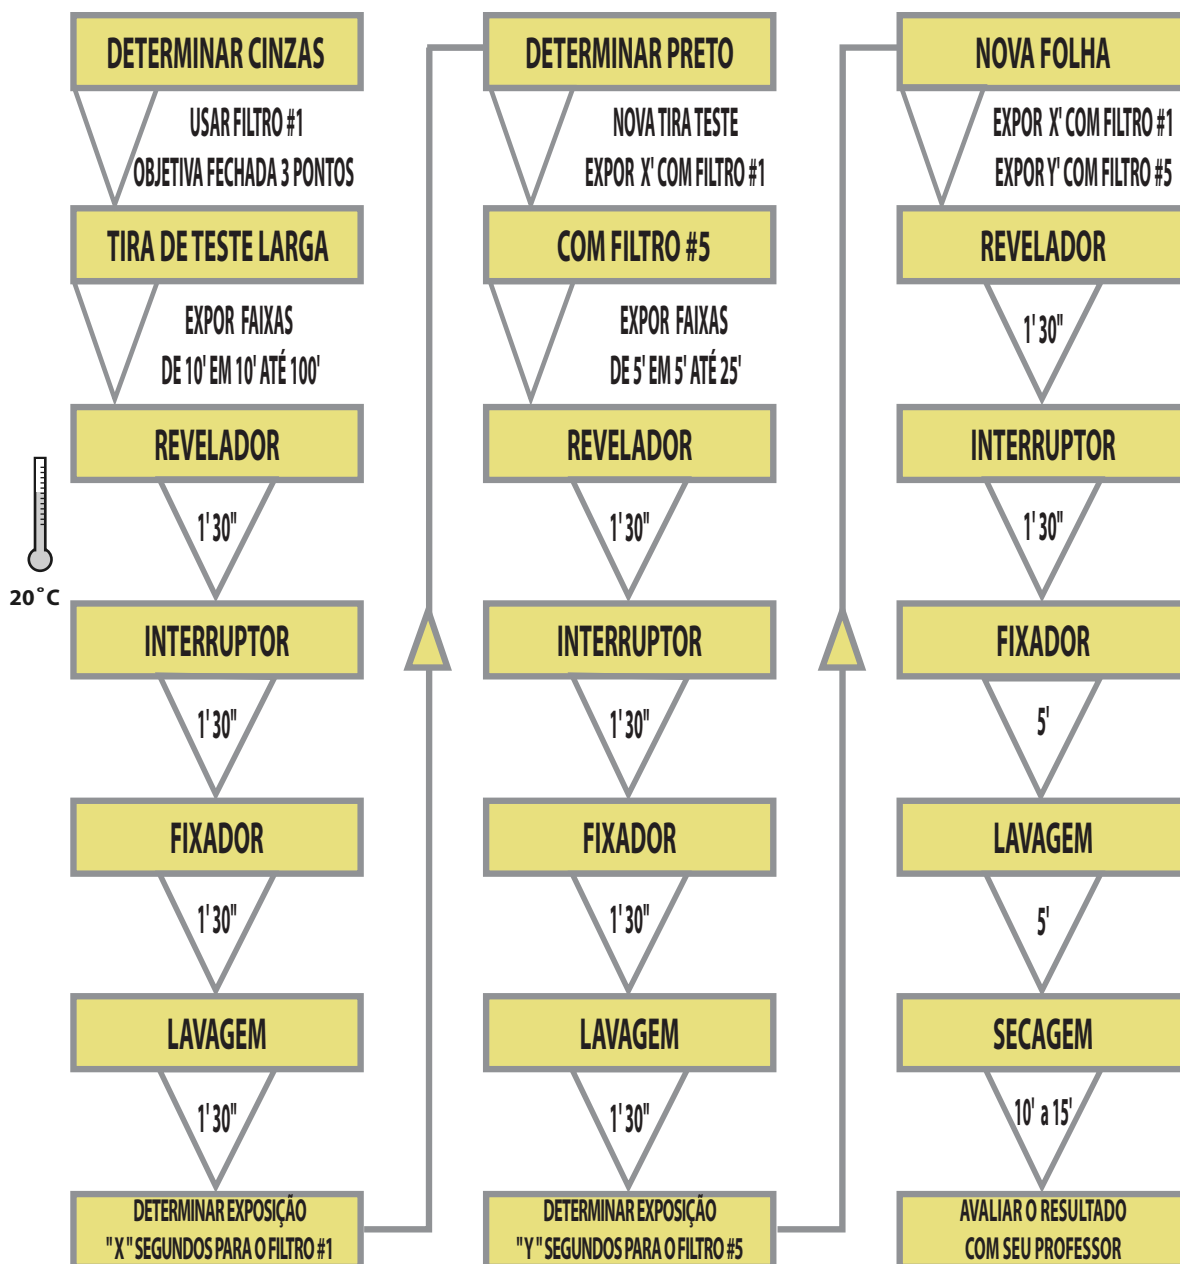 DETERMINAR CINZAS
USAR FILTRO #1
OBJETIVA FECHADA 3 PONTOS
TIRA DE TESTE LARGA
EXPOR FAIXAS
DE 10' EM 10' ATÉ 100'
REVELADOR
1' 30"
20˚C
INTERRUPTOR
1' 30"
FIXADOR
1' 30"
LAVAGEM
1' 30"
DETERMINAR EXPOSIÇÃO
" X " SEGUNDOS PARA O FILTRO #1
DETERMINAR PRETO
NOVA TIRA TESTE
EXPOR X' COM FILTRO #1
COM FILTRO #5
EXPOR FAIXAS
DE 5' EM 5' ATÉ 25'
REVELADOR
1' 30"
INTERRUPTOR
1' 30"
FIXADOR
1' 30"
LAVAGEM
1' 30"
DETERMINAR EXPOSIÇÃO
" Y " SEGUNDOS PARA O FILTRO #5
NOVA FOLHA
EXPOR X' COM FILTRO #1
EXPOR Y' COM FILTRO #5
REVELADOR
1' 30"
INTERRUPTOR
1' 30"
FIXADOR
5'
LAVAGEM
5'
SECAGEM
10' a 15'
AVALIAR O RESULTADO
COM SEU PROFESSOR